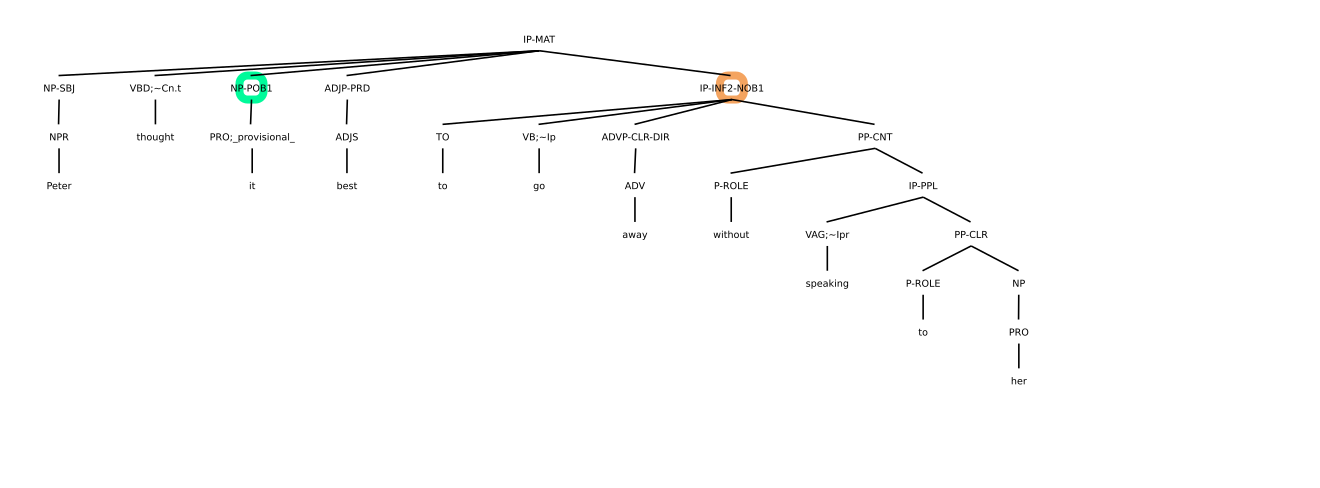 IP-MAT
NP-SBJ VBD;~Cn.t NP-POB1 ADJP-PRD IP-INF2-NOB1
NPR thought PRO;_provisional_ ADJS TO VB;~Ip ADVP-CLR-DIR PP-CNT
Peter it best to go ADV P-ROLE IP-PPL
away without VAG;~Ipr PP-CLR
speaking P-ROLE NP
to PRO
her